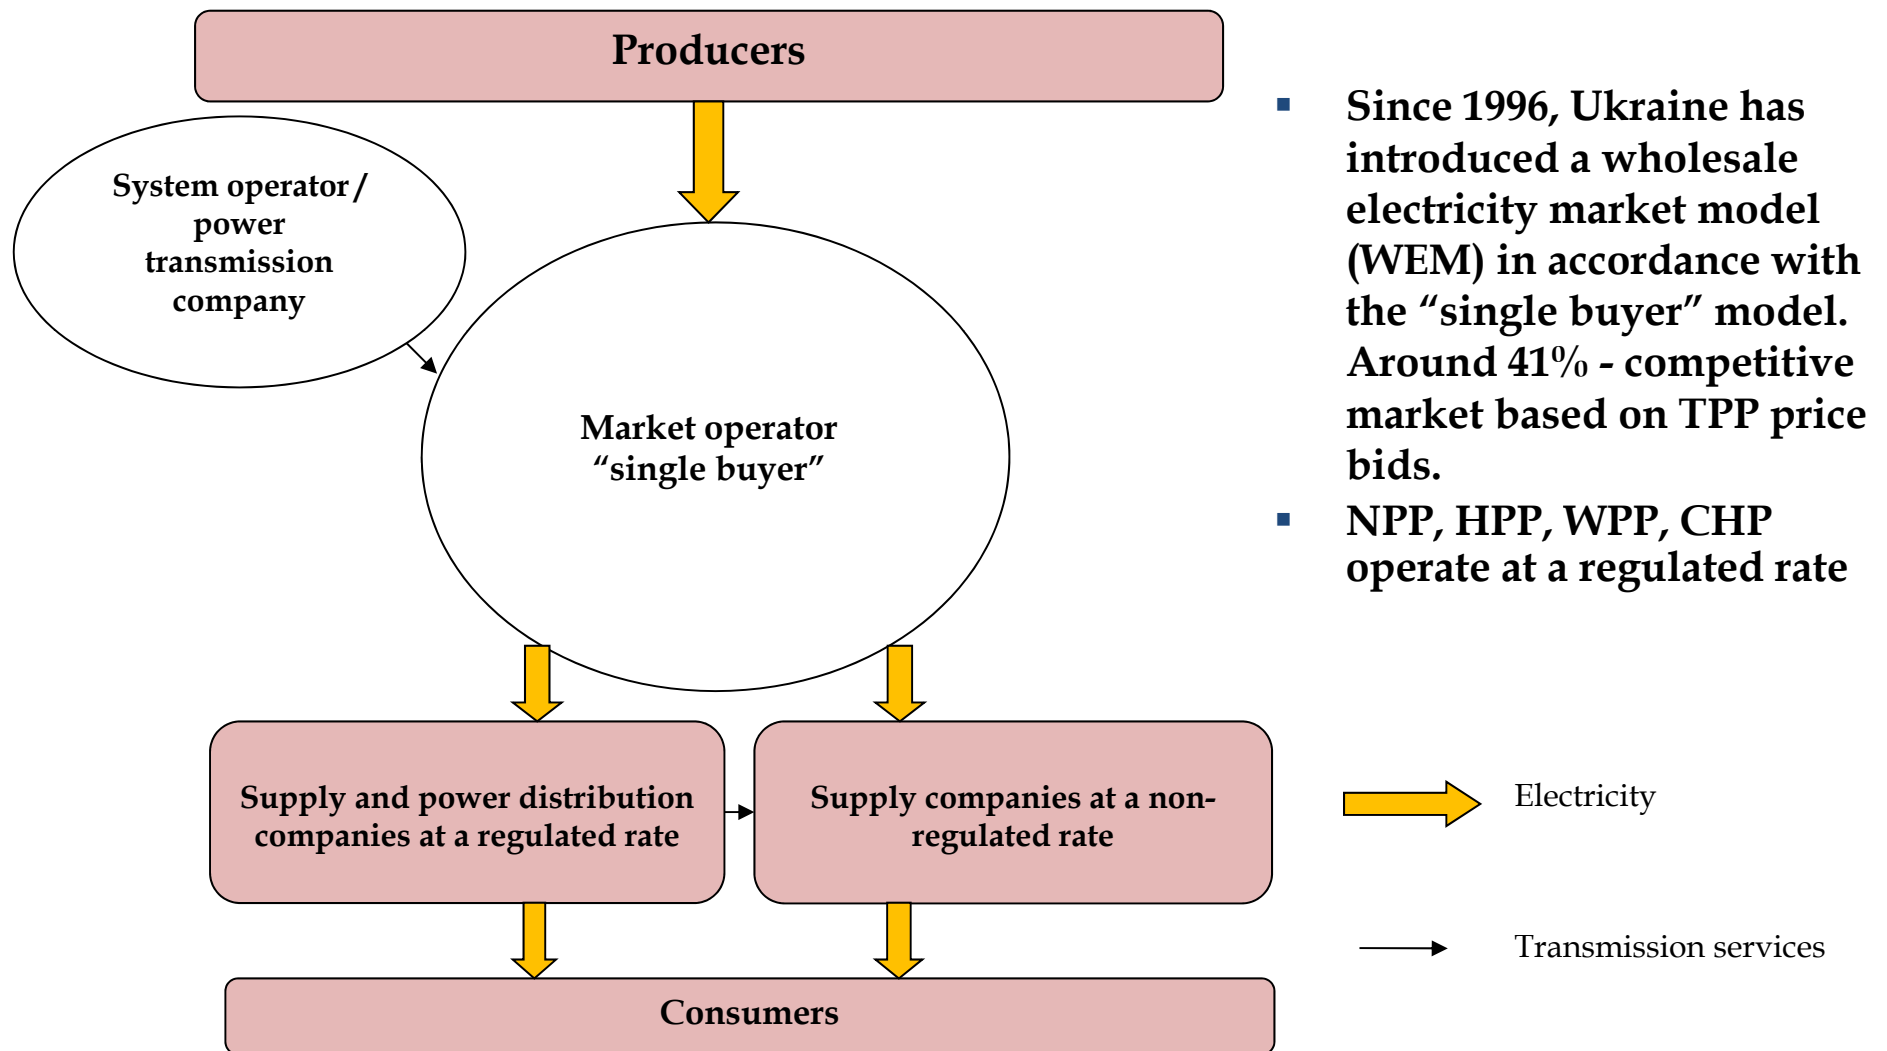 Producers
System operator/
power
transmission
company
Market operator
“single buyer”
Supply and power distribution
companies at a regulated rate
Supply companies at a non-
regulated rate
Consumers
▪ Since 1996, Ukraine has
introduced a wholesale
electricity market model
(WEM) in accordance with
the “single buyer” model.
Around 41% - competitive
market based on TPP price
bids.
▪ NPP, HPP, WPP, CHP
operate at a regulated rate
Electricity
Transmission services